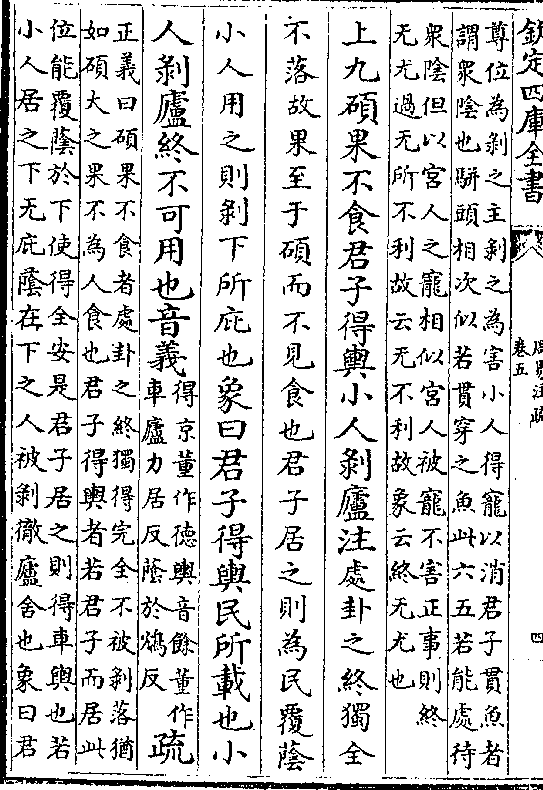 欽定四庫全書
周易注疏
卷五
四
尊位為剝之主剝之為害小人得寵以消君子貫魚者
謂眾陰也駢頭相次似若貫穿之魚此六五若能處待
眾陰但以宮人之寵相似宮人被寵不害正事則終
无尤過无所不利故云无不利故象云終无尤也
上九碩果不食君子得輿小人剝廬注處卦之終獨全
不落故果至于碩而不見食也君子居之則為民覆蔭
小人用之則剝下所庇也象曰君子得輿民所載也小
人剝廬終不可用也音義得京董作德輿音餘董作
車廬力居反蔭於鴆反疏
正義曰碩果不食者處卦之終獨得完全不被剝落猶
如碩大之果不為人食也君子得輿者若君子而居此
位能覆蔭於下使得全安是君子居之則得車輿也若
小人居之下无庇蔭在下之人被剝徹廬舍也象曰君